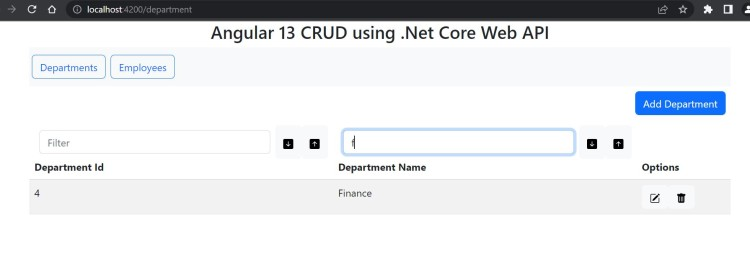 localhost:4200/department
Angular 13 CRUD using .Net Core Web API
Departments Employees
Add Department
Filter f
Department Id Department Name Options
4 Finance